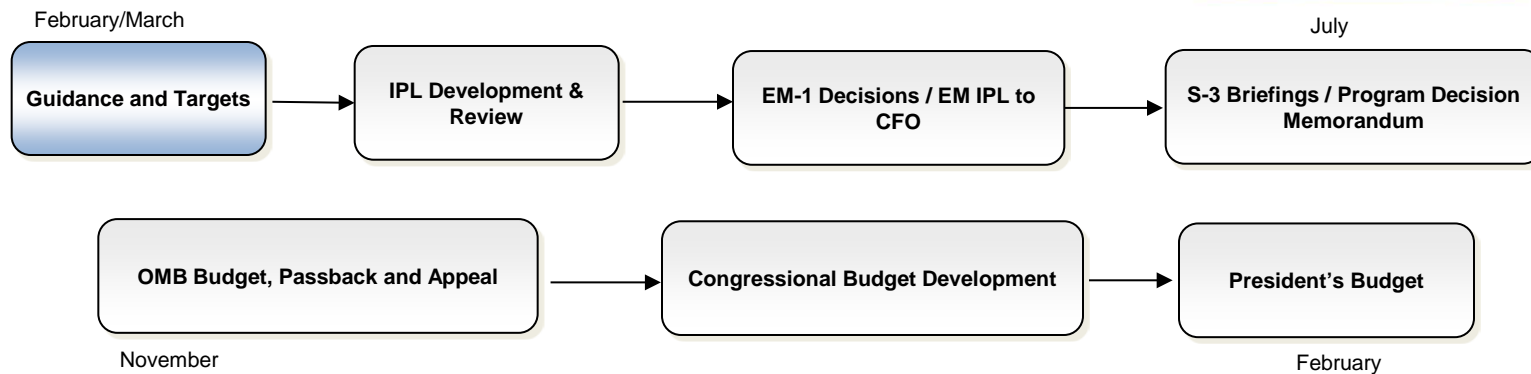 February/March
July
Guidance and Targets
IPL Development &
Review
EM-1 Decisions / EM IPL to
CFO
S-3 Briefings / Program Decision
Memorandum
OMB Budget, Passback and Appeal
Congressional Budget Development
President’s Budget
November
February